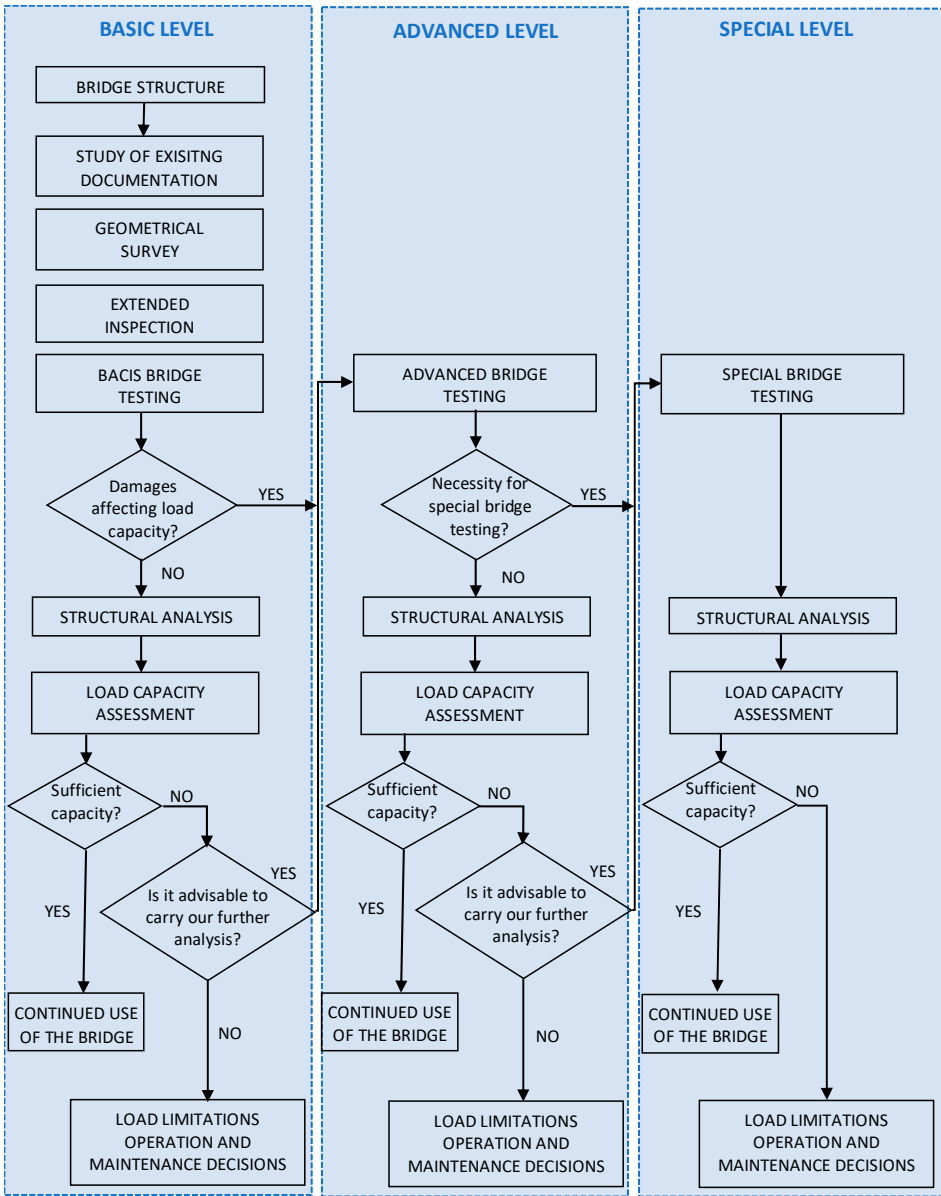 BASIC LEVEL
BRIDGE STRUCTURE
STUDY OF EXISITNG
DOCUMENTATION
GEOMETRICAL
SURVEY
EXTENDED
INSPECTION
BACIS BRIDGE
TESTING
Damages
affecting load
capacity?
YES
NO
STRUCTURAL ANALYSIS
LOAD CAPACITY
ASSESSMENT
Sufficient
capacity?
NO
YES
YES
Is it advisable to
carry our further
analysis?
CONTINUED USE
OF THE BRIDGE
NO
LOAD LIMITATIONS
OPERATION AND
MAINTENANCE DECISIONS
ADVANCED LEVEL
ADVANCED BRIDGE
TESTING
Necessity for
special bridge
testing?
YES
NO
STRUCTURAL ANALYSIS
LOAD CAPACITY
ASSESSMENT
Sufficient
capacity?
NO
YES
YES
Is it advisable to
carry our further
analysis?
CONTINUED USE
OF THE BRIDGE
NO
LOAD LIMITATIONS
OPERATION AND
MAINTENANCE DECISIONS
SPECIAL LEVEL
SPECIAL BRIDGE
TESTING
STRUCTURAL ANALYSIS
LOAD CAPACITY
ASSESSMENT
Sufficient
capacity?
NO
YES
CONTINUED USE
OF THE BRIDGE
LOAD LIMITATIONS
OPERATION AND
MAINTENANCE DECISIONS